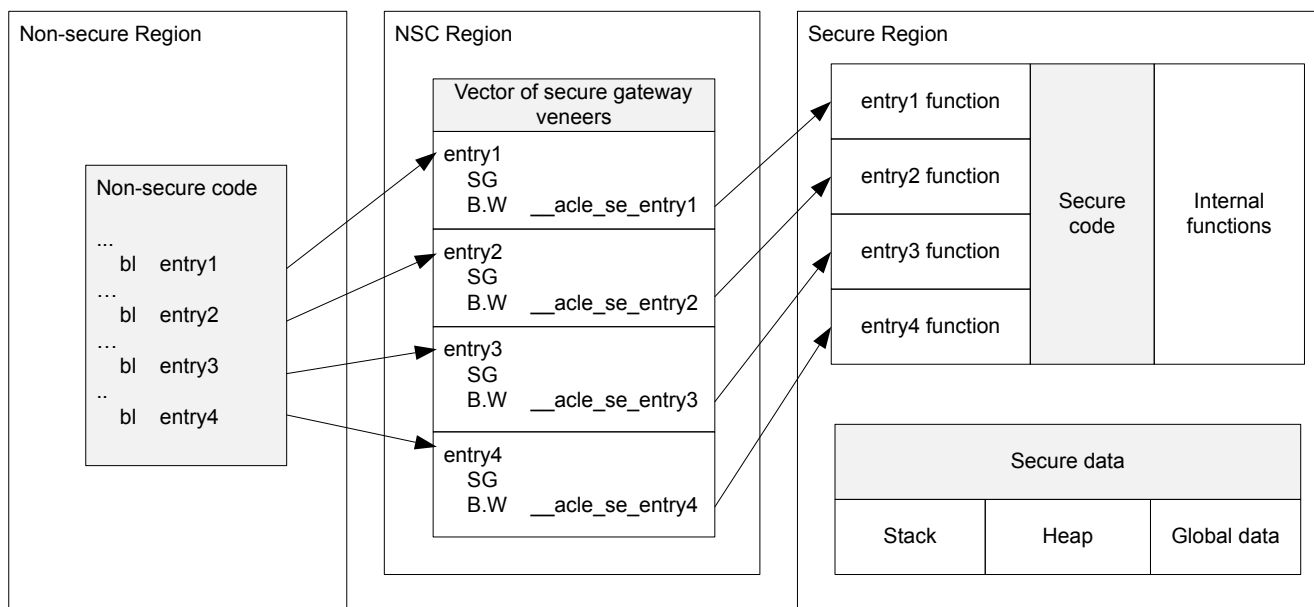 Non-secure Region
Non-secure code
...
bl entry1
...
bl entry2
...
bl entry3
..
bl entry4
NSC Region
Vector of secure gateway
veneers
entry1
SG
B.W __acle_se_entry1
entry2
SG
B.W __acle_se_entry2
entry3
SG
B.W __acle_se_entry3
entry4
SG
B.W __acle_se_entry4
Secure Region
entry1 function
entry2 function
entry3 function
entry4 function
Secure
code
Internal
functions
Secure data
Stack
Heap
Global data